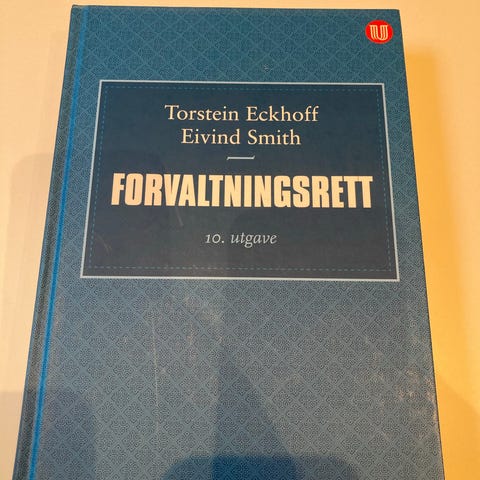 Torstein Eckhoff
Eivind Smith
FORVALTNINGSRETT
10. utgave